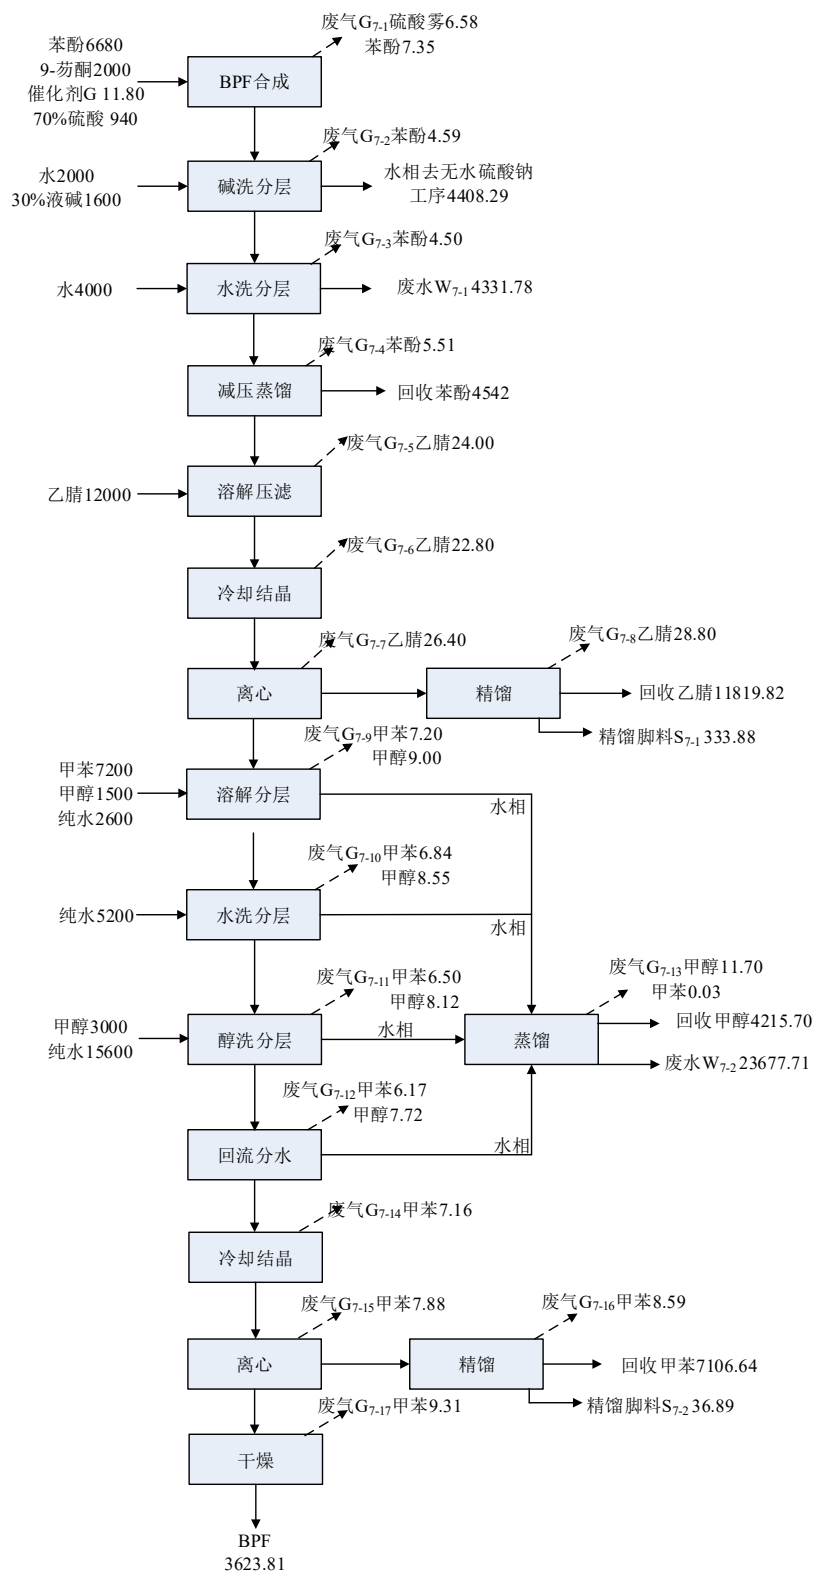 废气G7-1硫酸雾6.58
苯酚7.35
苯酚6680
9-芴酮2000
催化剂G 11.80
70%硫酸 940
BPF合成
废气G7-2苯酚4.59
水2000
30%液碱1600
碱洗分层
水相去无水硫酸钠
工序4408.29
废气G7-3苯酚4.50
水4000
水洗分层
废水W7-1 4331.78
废气G7-4苯酚5.51
减压蒸馏
回收苯酚4542
废气G7-5乙腈24.00
乙腈12000
溶解压滤
废气G7-6乙腈22.80
冷却结晶
废气G7-7乙腈26.40
废气G7-8乙腈28.80
离心
精馏
回收乙腈11819.82
精馏脚料S7-1 333.88
废气G7-9甲苯7.20
甲醇9.00
甲苯7200
甲醇1500
纯水2600
溶解分层
水相
废气G7-10甲苯6.84
甲醇8.55
纯水5200
水洗分层
水相
废气G7-11甲苯6.50
甲醇8.12
废气G7-13甲醇11.70
甲苯0.03
甲醇3000
纯水15600
醇洗分层
水相
蒸馏
回收甲醇4215.70
废水W7-2 23677.71
废气G7-12甲苯6.17
甲醇7.72
回流分水
水相
废气G7-14甲苯7.16
冷却结晶
废气G7-15甲苯7.88
废气G7-16甲苯8.59
离心
精馏
回收甲苯7106.64
精馏脚料S7-2 36.89
废气G7-17甲苯9.31
干燥
BPF
3623.81